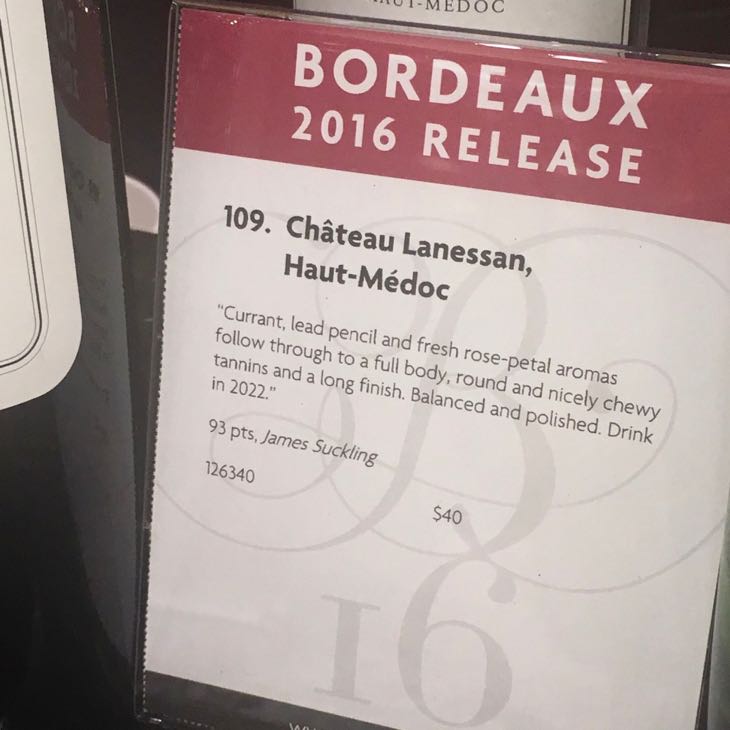 HAUT-MÉDOC
BORDEAUX
2016 RELEASE
109. Château Lanessan,
Haut-Médoc
"Currant, lead pencil and fresh rose-petal aromas
follow through to a full body, round and nicely chewy
tannins and a long finish. Balanced and polished. Drink
in 2022."
93 pts, James Suckling
126340
$40
B
16